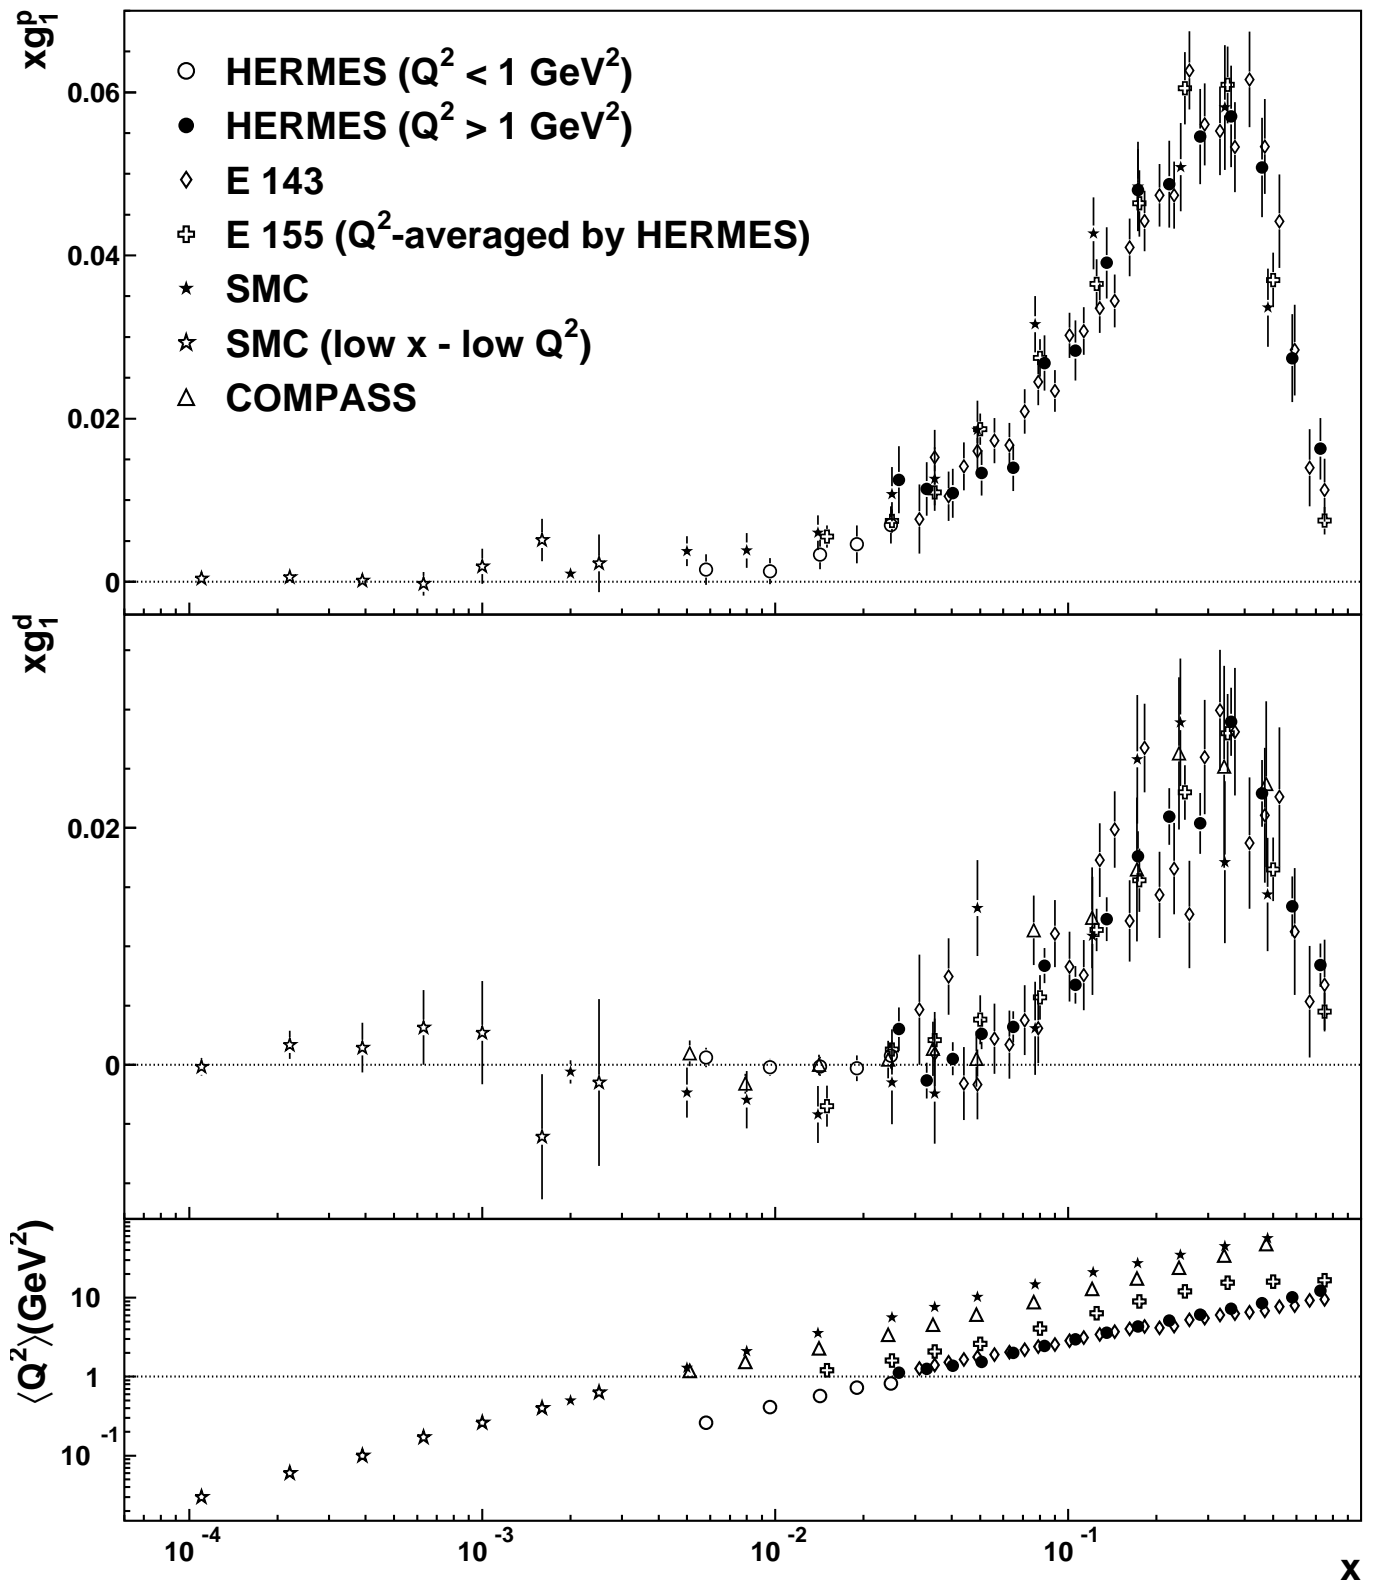 xg₁ᵖ
0.06
0.04
0.02
0
HERMES (Q² < 1 GeV²)
HERMES (Q² > 1 GeV²)
E 143
E 155 (Q²-averaged by HERMES)
SMC
SMC (low x - low Q²)
COMPASS
xg₁ᵈ
0.02
0
⟨Q²⟩(GeV²)
10
1
10⁻¹
10⁻⁴ 10⁻³ 10⁻² 10⁻¹
x